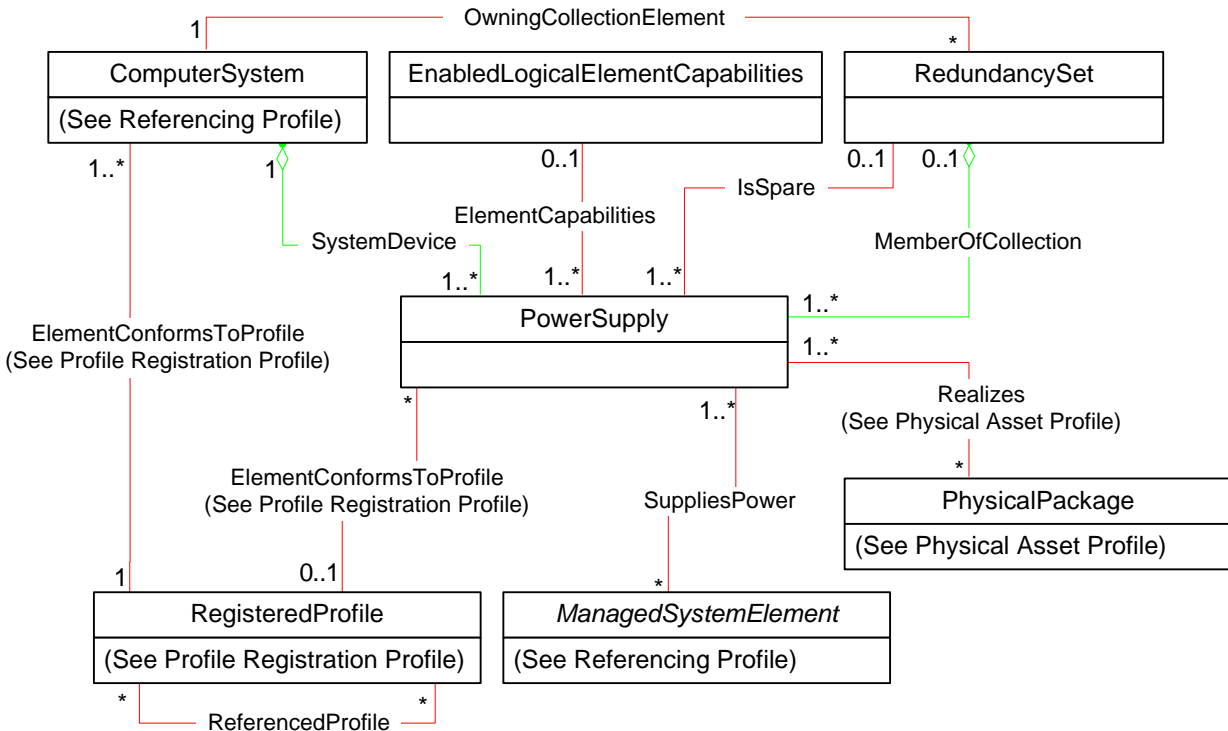 OwningCollectionElement
1
*
ComputerSystem
(See Referencing Profile)
EnabledLogicalElementCapabilities
RedundancySet
1..*
1
0..1
0..1
0..1
IsSpare
ElementCapabilities
SystemDevice
MemberOfCollection
1..*
1..*
1..*
1..*
PowerSupply
ElementConformsToProfile
(See Profile Registration Profile)
1..*
*
1..*
Realizes
(See Physical Asset Profile)
ElementConformsToProfile
(See Profile Registration Profile)
SuppliesPower
*
PhysicalPackage
(See Physical Asset Profile)
1
0..1
*
RegisteredProfile
(See Profile Registration Profile)
ManagedSystemElement
(See Referencing Profile)
*
*
ReferencedProfile